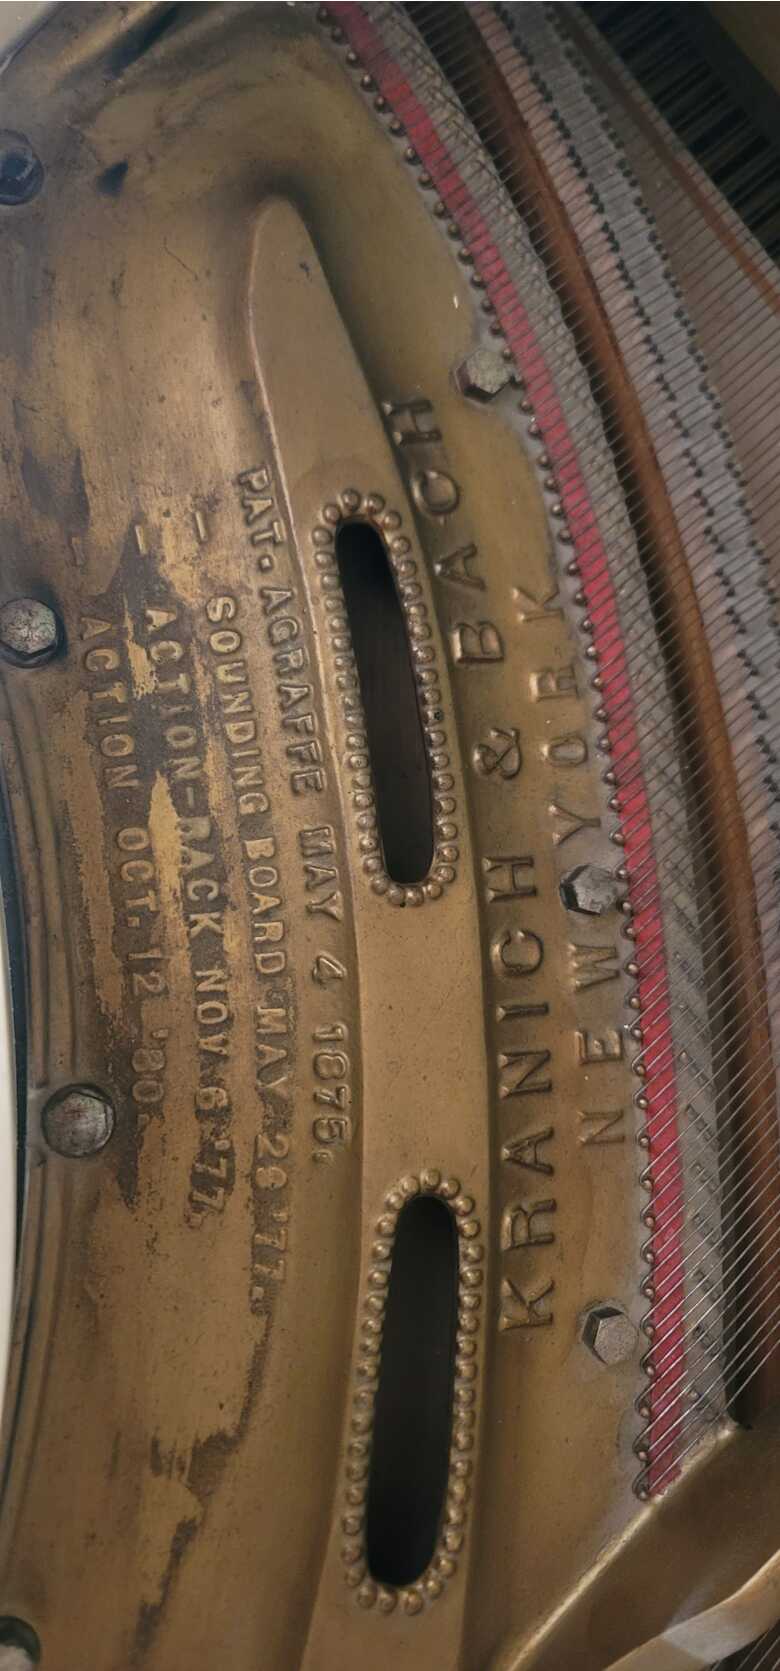 KRANICH & BACH
NEW YORK
PAT. AGRAFFE MAY 4 1875,
— SOUNDING BOARD MAY 29 '77.
— ACTION-RACK NOV 6 '77.
— ACTION OCT. 12 '80.